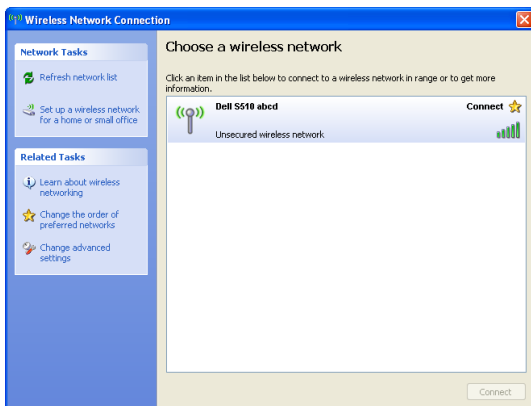 Wireless Network Connection
Network Tasks
Refresh network list
Set up a wireless network
for a home or small office
Related Tasks
Learn about wireless
networking
Change the order of
preferred networks
Change advanced
settings
Choose a wireless network
Click an item in the list below to connect to a wireless network in range or to get more
information.
Dell S510 abcd
Connect
Unsecured wireless network
Connect